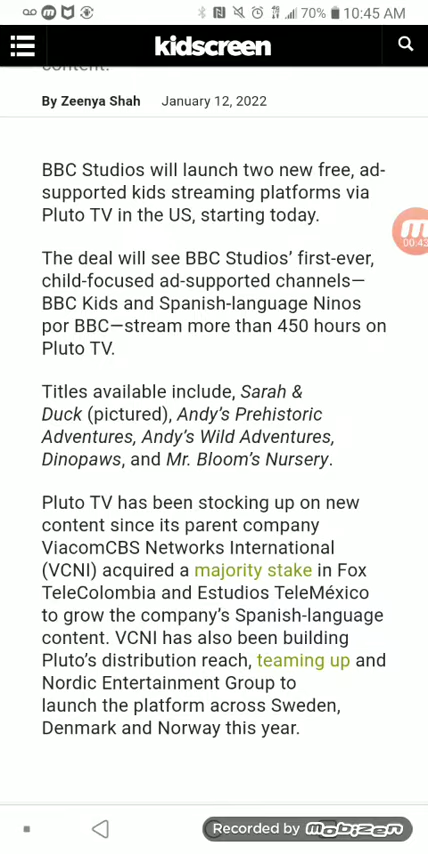 70% 10:45 AM
kidscreen
content.
By Zeenya Shah January 12, 2022
BBC Studios will launch two new free, ad-
supported kids streaming platforms via
Pluto TV in the US, starting today.
The deal will see BBC Studios’ first-ever,
child-focused ad-supported channels—
BBC Kids and Spanish-language Ninos
por BBC—stream more than 450 hours on
Pluto TV.
Titles available include, Sarah &
Duck (pictured), Andy’s Prehistoric
Adventures, Andy’s Wild Adventures,
Dinopaws, and Mr. Bloom’s Nursery.
Pluto TV has been stocking up on new
content since its parent company
ViacomCBS Networks International
(VCNI) acquired a majority stake in Fox
TeleColombia and Estudios TeleMéxico
to grow the company’s Spanish-language
content. VCNI has also been building
Pluto’s distribution reach, teaming up and
Nordic Entertainment Group to
launch the platform across Sweden,
Denmark and Norway this year.
m
00:43
Recorded by mobizen